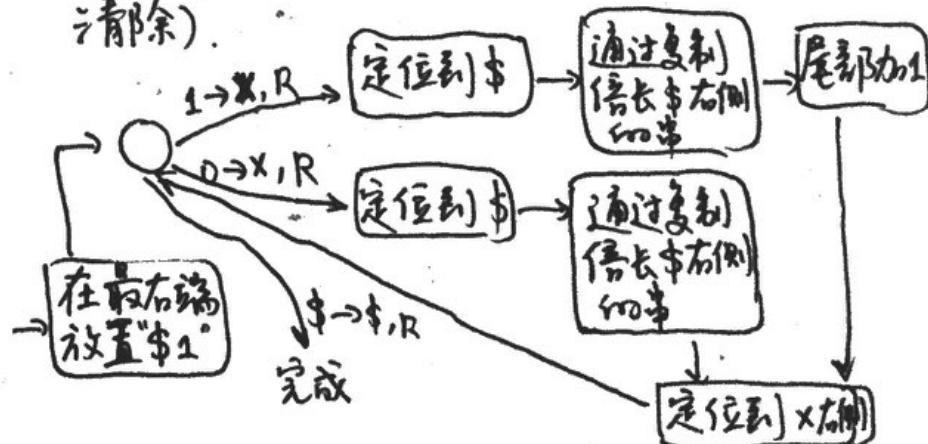 清除).
1→x, R
定位到 $
通过复制
倍长$右侧
的串
尾部加1
0→x, R
定位到 $
通过复制
倍长$右侧
的串
在最右端
放置"$1"
$→$, R
完成
定位到 x右侧